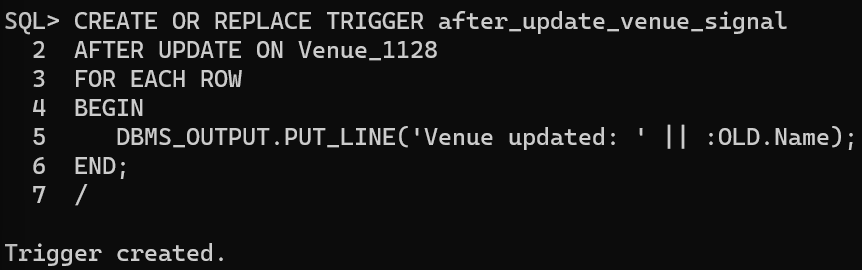 SQL> CREATE OR REPLACE TRIGGER after_update_venue_signal
  2  AFTER UPDATE ON Venue_1128
  3  FOR EACH ROW
  4  BEGIN
  5     DBMS_OUTPUT.PUT_LINE('Venue updated: ' || :OLD.Name);
  6  END;
  7  /
Trigger created.